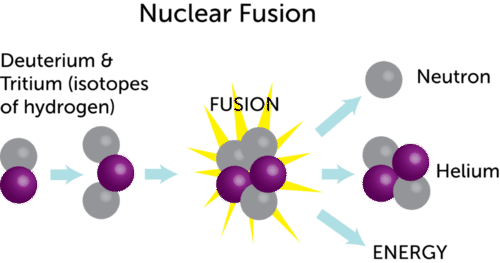 Nuclear Fusion
Deuterium &
Tritium (isotopes
of hydrogen)
FUSION
Neutron
Helium
ENERGY